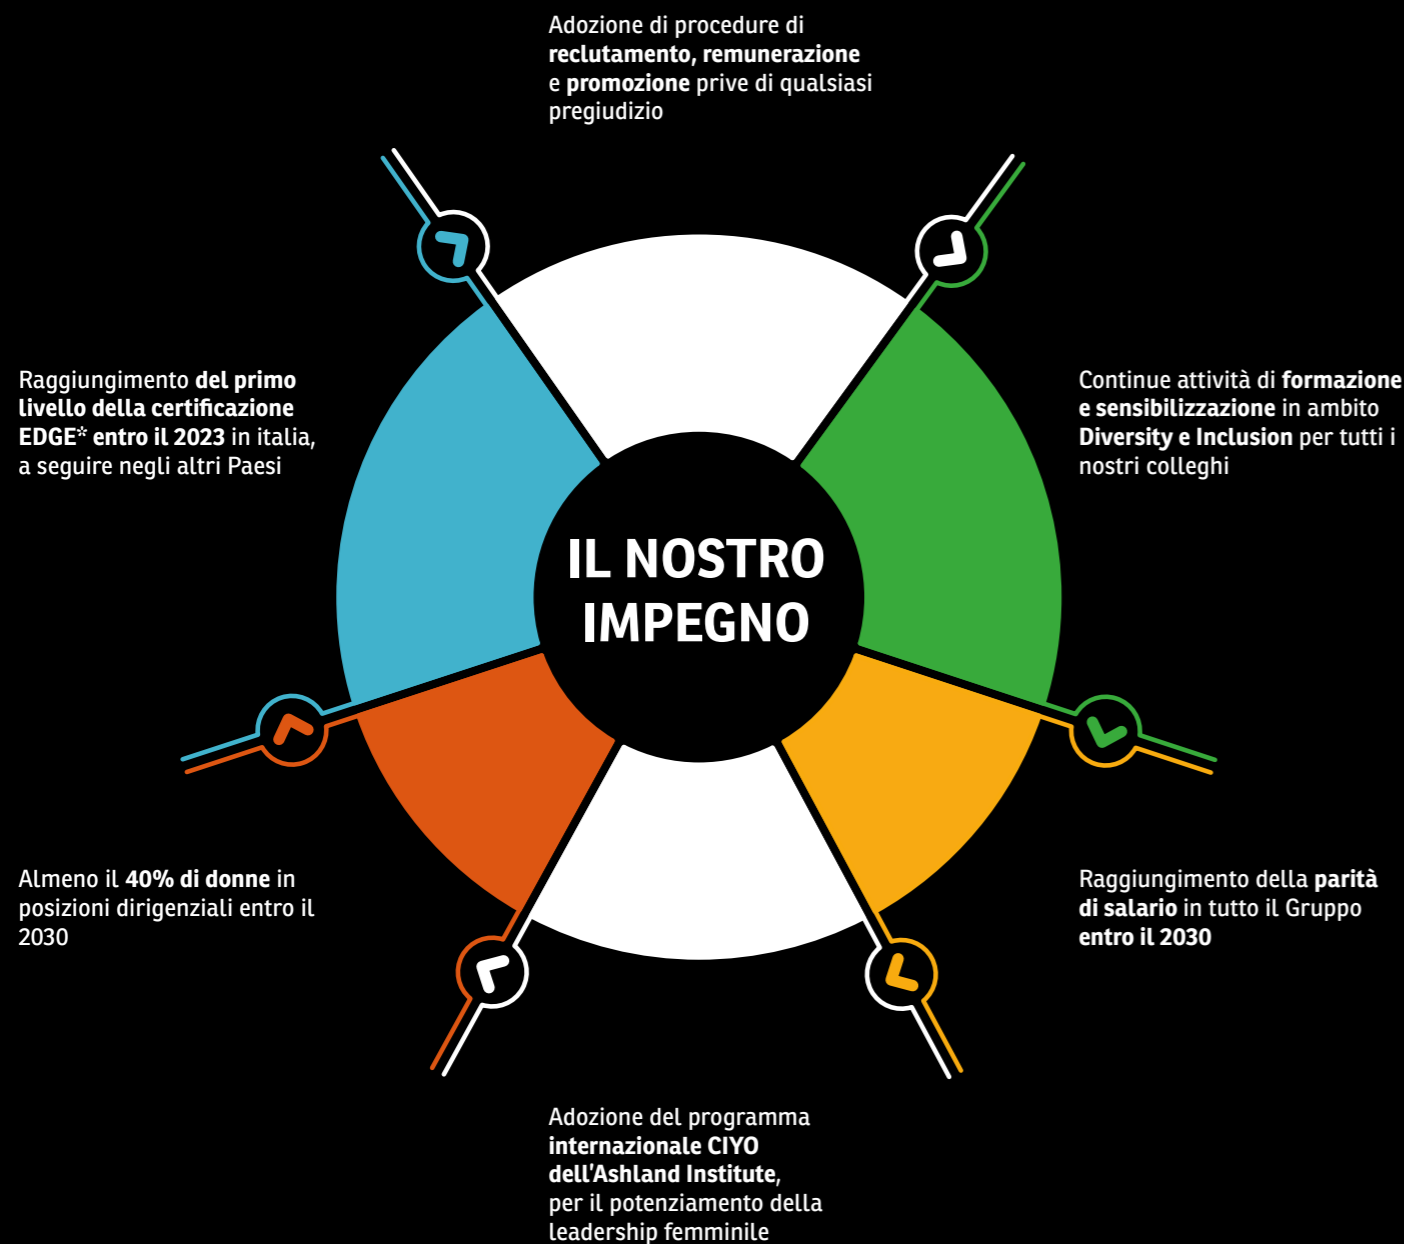 Adozione di procedure di
reclutamento, remunerazione
e promozione prive di qualsiasi
pregiudizio
Raggiungimento del primo
livello della certificazione
EDGE* entro il 2023 in italia,
a seguire negli altri Paesi
Continue attività di formazione
e sensibilizzazione in ambito
Diversity e Inclusion per tutti i
nostri colleghi
IL NOSTRO
IMPEGNO
Almeno il 40% di donne in
posizioni dirigenziali entro il
2030
Raggiungimento della parità
di salario in tutto il Gruppo
entro il 2030
Adozione del programma
internazionale CIYO
dell'Ashland Institute,
per il potenziamento della
leadership femminile